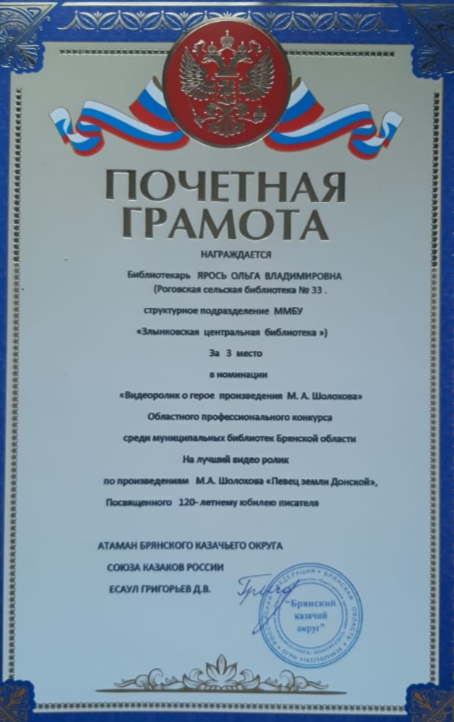 ПОЧЕТНАЯ
ГРАМОТА
НАГРАЖДАЕТСЯ
Библиотекарь ЯРОСЬ ОЛЬГА ВЛАДИМИРОВНА
(Роговская сельская библиотека № 33 .
структурное подразделение ММБУ
«Злынковская центральная библиотека »)
За 3 место
в номинации
«Видеоролик о герое произведения М. А. Шолохова»
Областного профессионального конкурса
среди муниципальных библиотек Брянской области
На лучший видео ролик
по произведениям М.А. Шолохова «Певец земли Донской»,
Посвященного 120- летнему юбилею писателя
АТАМАН БРЯНСКОГО КАЗАЧЬЕГО ОКРУГА
СОЮЗА КАЗАКОВ РОССИИ
ЕСАУЛ ГРИГОРЬЕВ Д.В.
"Брянский
казачий
округ"